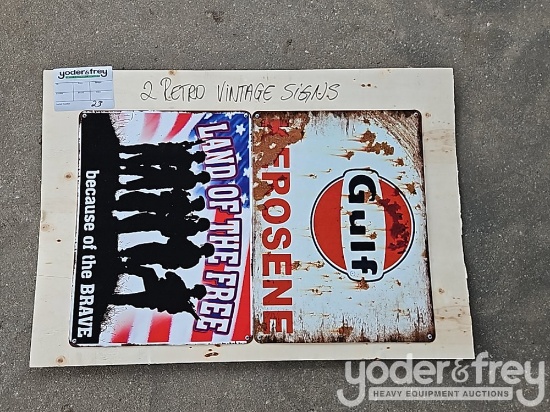 yoder&frey
23
2 RETRO VINTAGE SIGNS
LAND OF THE FREE
because of the BRAVE
KEROSENE
Gulf
yoder&frey
HEAVY EQUIPMENT AUCTIONS